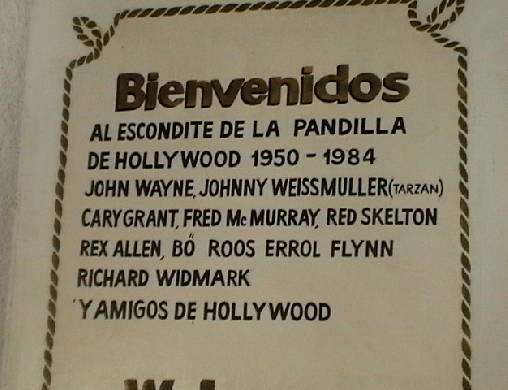 Bienvenidos
AL ESCONDITE DE LA PANDILLA
DE HOLLYWOOD 1950 - 1984
JOHN WAYNE, JOHNNY WEISSMULLER (TARZAN)
CARY GRANT, FRED Mc MURRAY, RED SKELTON
REX ALLEN, BŐ ROOS ERROL FLYNN
RICHARD WIDMARK
Y AMIGOS DE HOLLYWOOD